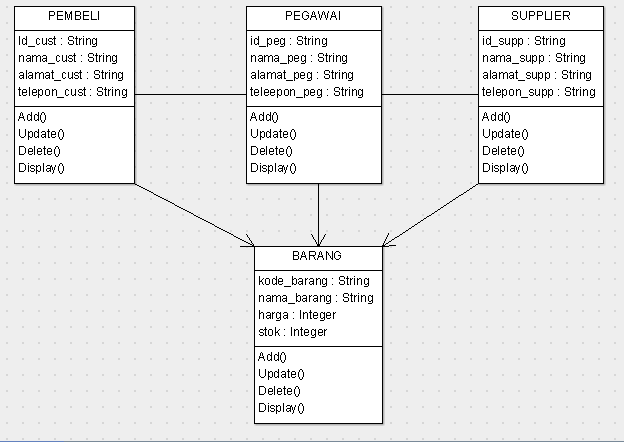 PEMBELI
Id_cust : String
nama_cust : String
alamat_cust : String
telepon_cust : String
Add()
Update()
Delete()
Display()
PEGAWAI
id_peg : String
nama_peg : String
alamat_peg : String
teleepon_peg : String
Add()
Update()
Delete()
Display()
SUPPLIER
id_supp : String
nama_supp : String
alamat_supp : String
telepon_supp : String
Add()
Update()
Delete()
Display()
BARANG
kode_barang : String
nama_barang : String
harga : Integer
stok : Integer
Add()
Update()
Delete()
Display()